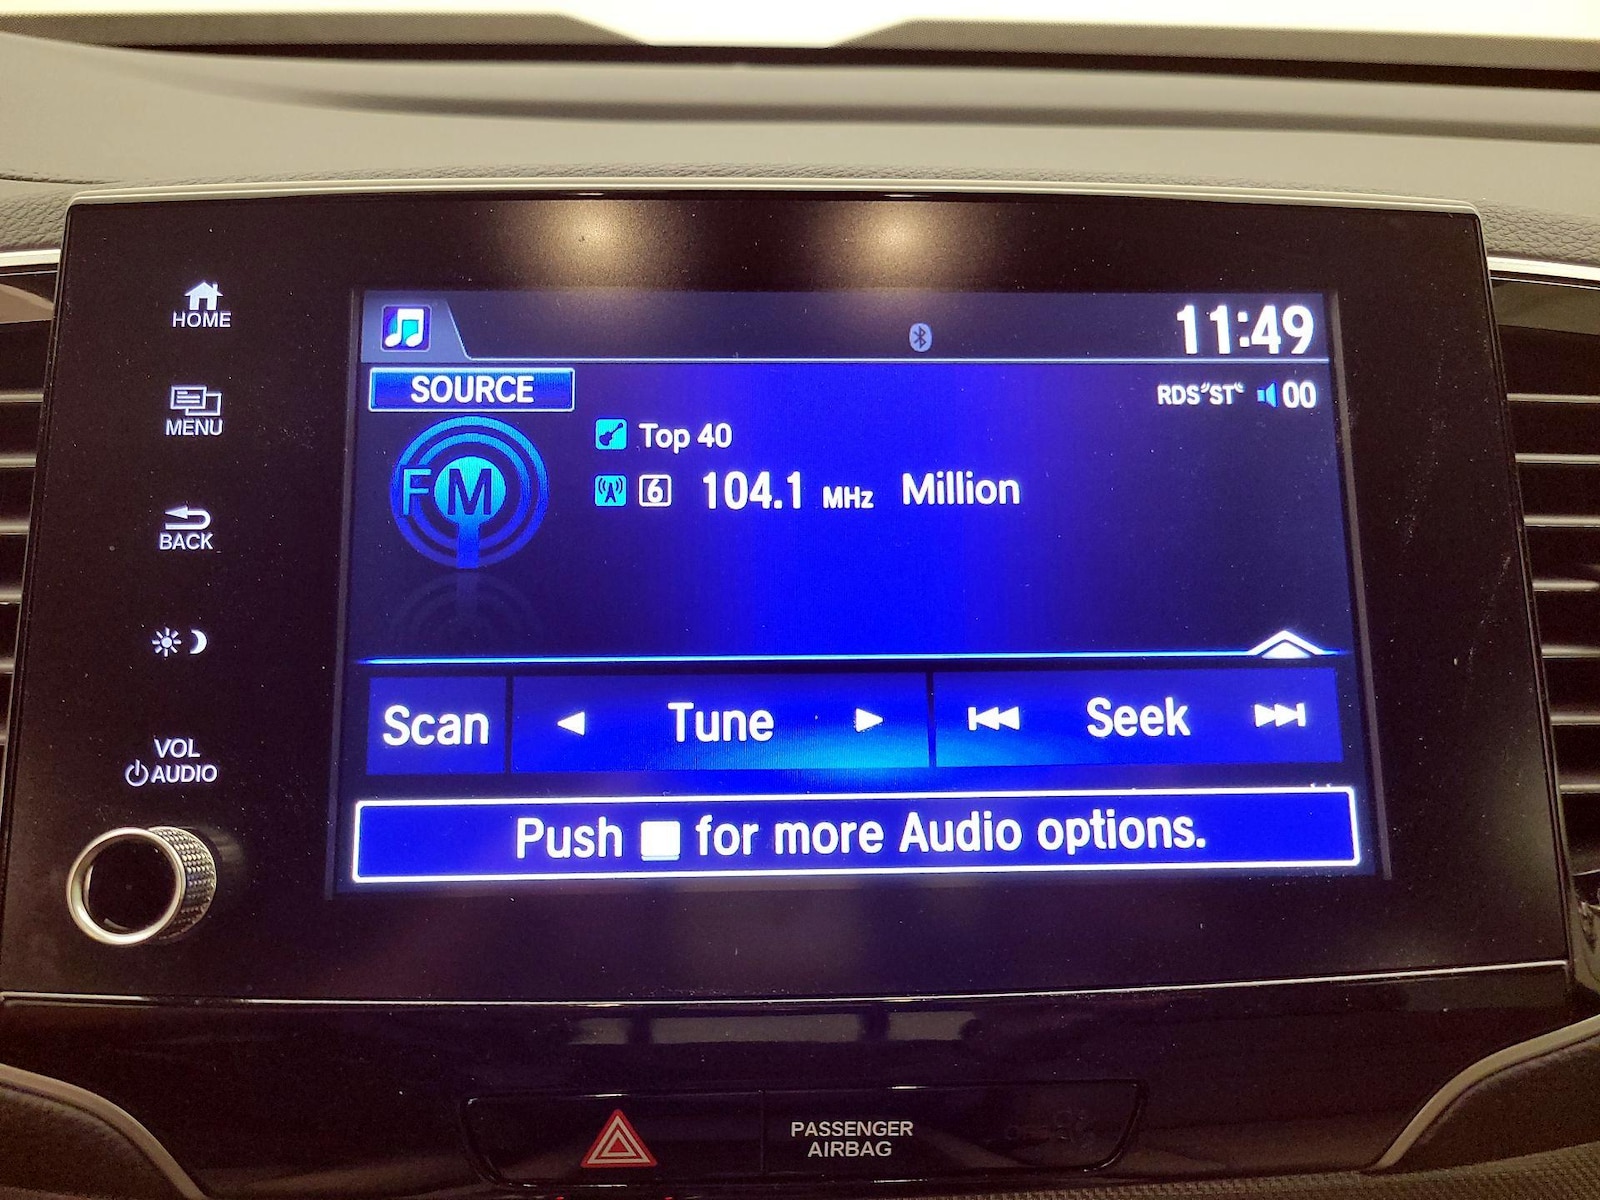 HOME
MENU
BACK
VOL
AUDIO
11:49
SOURCE
RDS ST 00
FM
Top 40
6 104.1 MHz Million
Scan Tune Seek
Push for more Audio options.
PASSENGER
AIRBAG